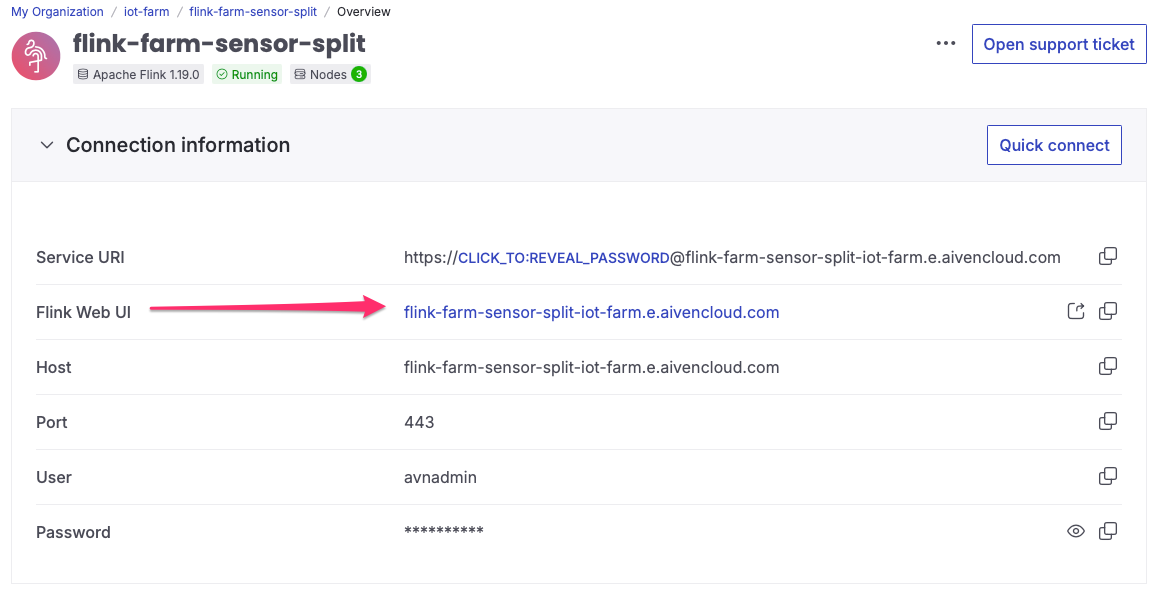 My Organization / iot-farm / flink-farm-sensor-split / Overview
flink-farm-sensor-split
Open support ticket
Apache Flink 1.19.0 Running Nodes 3
Connection information
Quick connect
Service URI https://CLICK_TO:REVEAL_PASSWORD@flink-farm-sensor-split-iot-farm.e.aivencloud.com
Flink Web UI flink-farm-sensor-split-iot-farm.e.aivencloud.com
Host flink-farm-sensor-split-iot-farm.e.aivencloud.com
Port 443
User avnadmin
Password **********